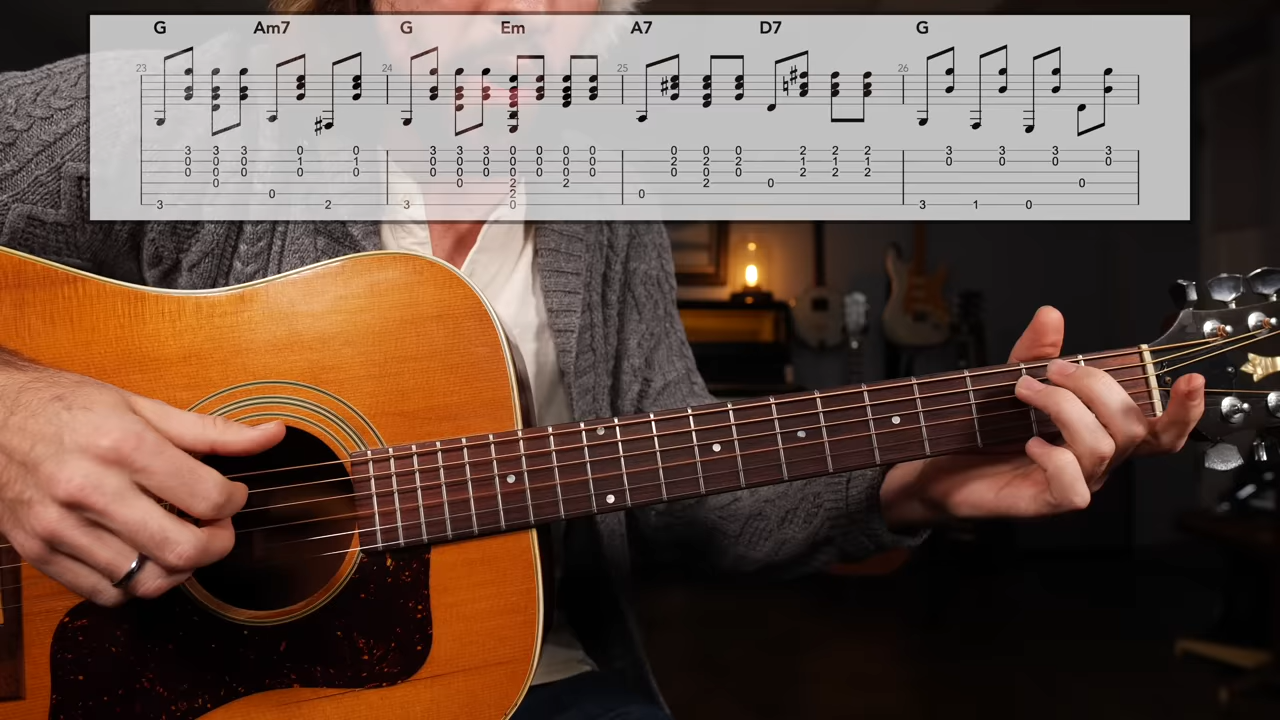 G Am7 G Em A7 D7 G
23 24 25 26
3 3 3 0 0 3 3 3 0 0 0 0 0 0 0 2 2 2 3 3 3 3
0 0 0 1 1 0 0 0 0 0 0 0 2 2 2 1 1 1 0 0 0 0
0 0 0 0 0 0 0 0 0 0 0 0 0 0 0 2 2 2
0 0 2 2 2 0 0
0 2 0
3 2 3 0 3 1 0